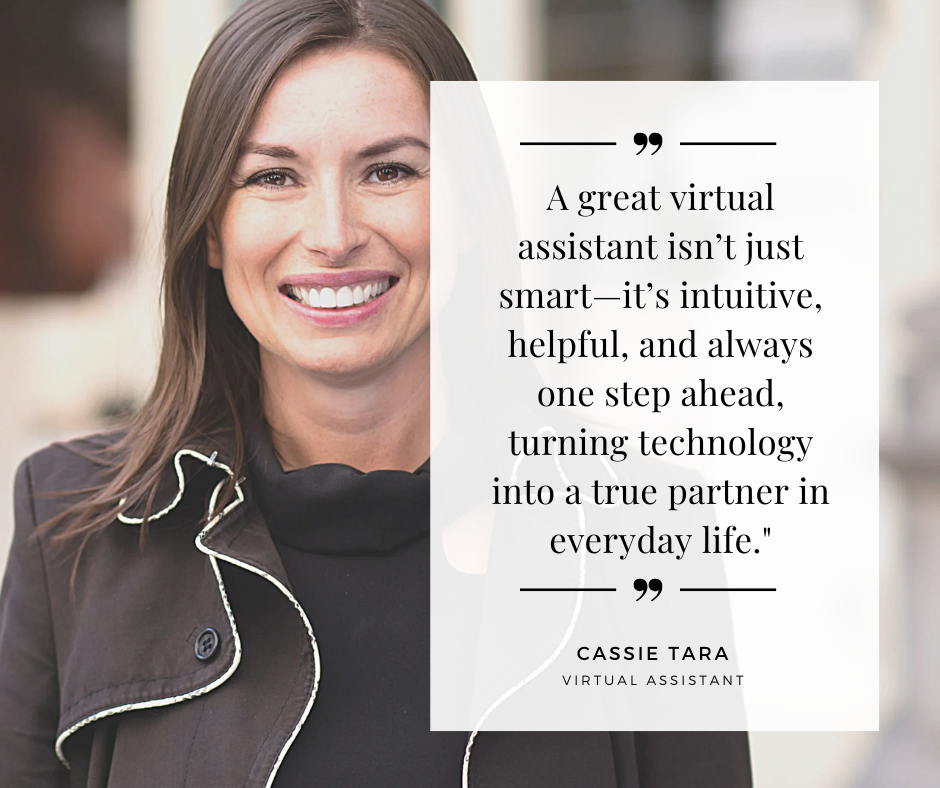 ❞
A great virtual
assistant isn’t just
smart—it’s intuitive,
helpful, and always
one step ahead,
turning technology
into a true partner in
everyday life."
❞
CASSIE TARA
VIRTUAL ASSISTANT